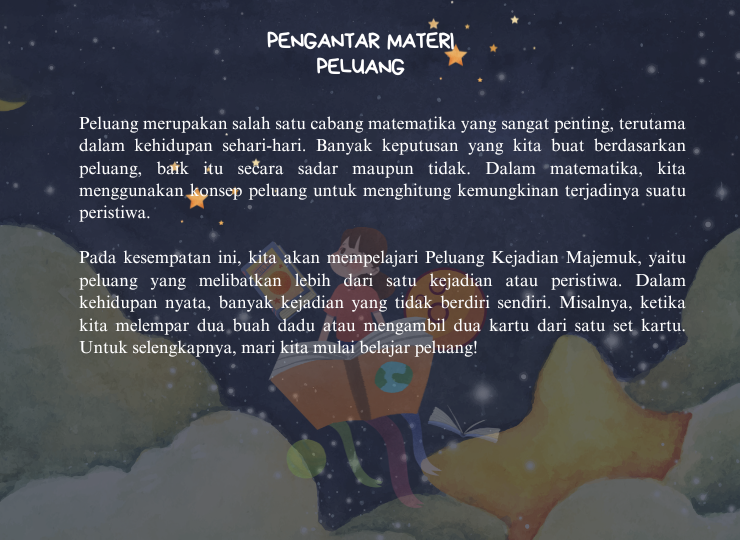 PENGANTAR MATERI
PELUANG
Peluang merupakan salah satu cabang matematika yang sangat penting, terutama
dalam kehidupan sehari-hari. Banyak keputusan yang kita buat berdasarkan
peluang, baik itu secara sadar maupun tidak. Dalam matematika, kita
menggunakan konsep peluang untuk menghitung kemungkinan terjadinya suatu
peristiwa.
Pada kesempatan ini, kita akan mempelajari Peluang Kejadian Majemuk, yaitu
peluang yang melibatkan lebih dari satu kejadian atau peristiwa. Dalam
kehidupan nyata, banyak kejadian yang tidak berdiri sendiri. Misalnya, ketika
kita melempar dua buah dadu atau mengambil dua kartu dari satu set kartu.
Untuk selengkapnya, mari kita mulai belajar peluang!